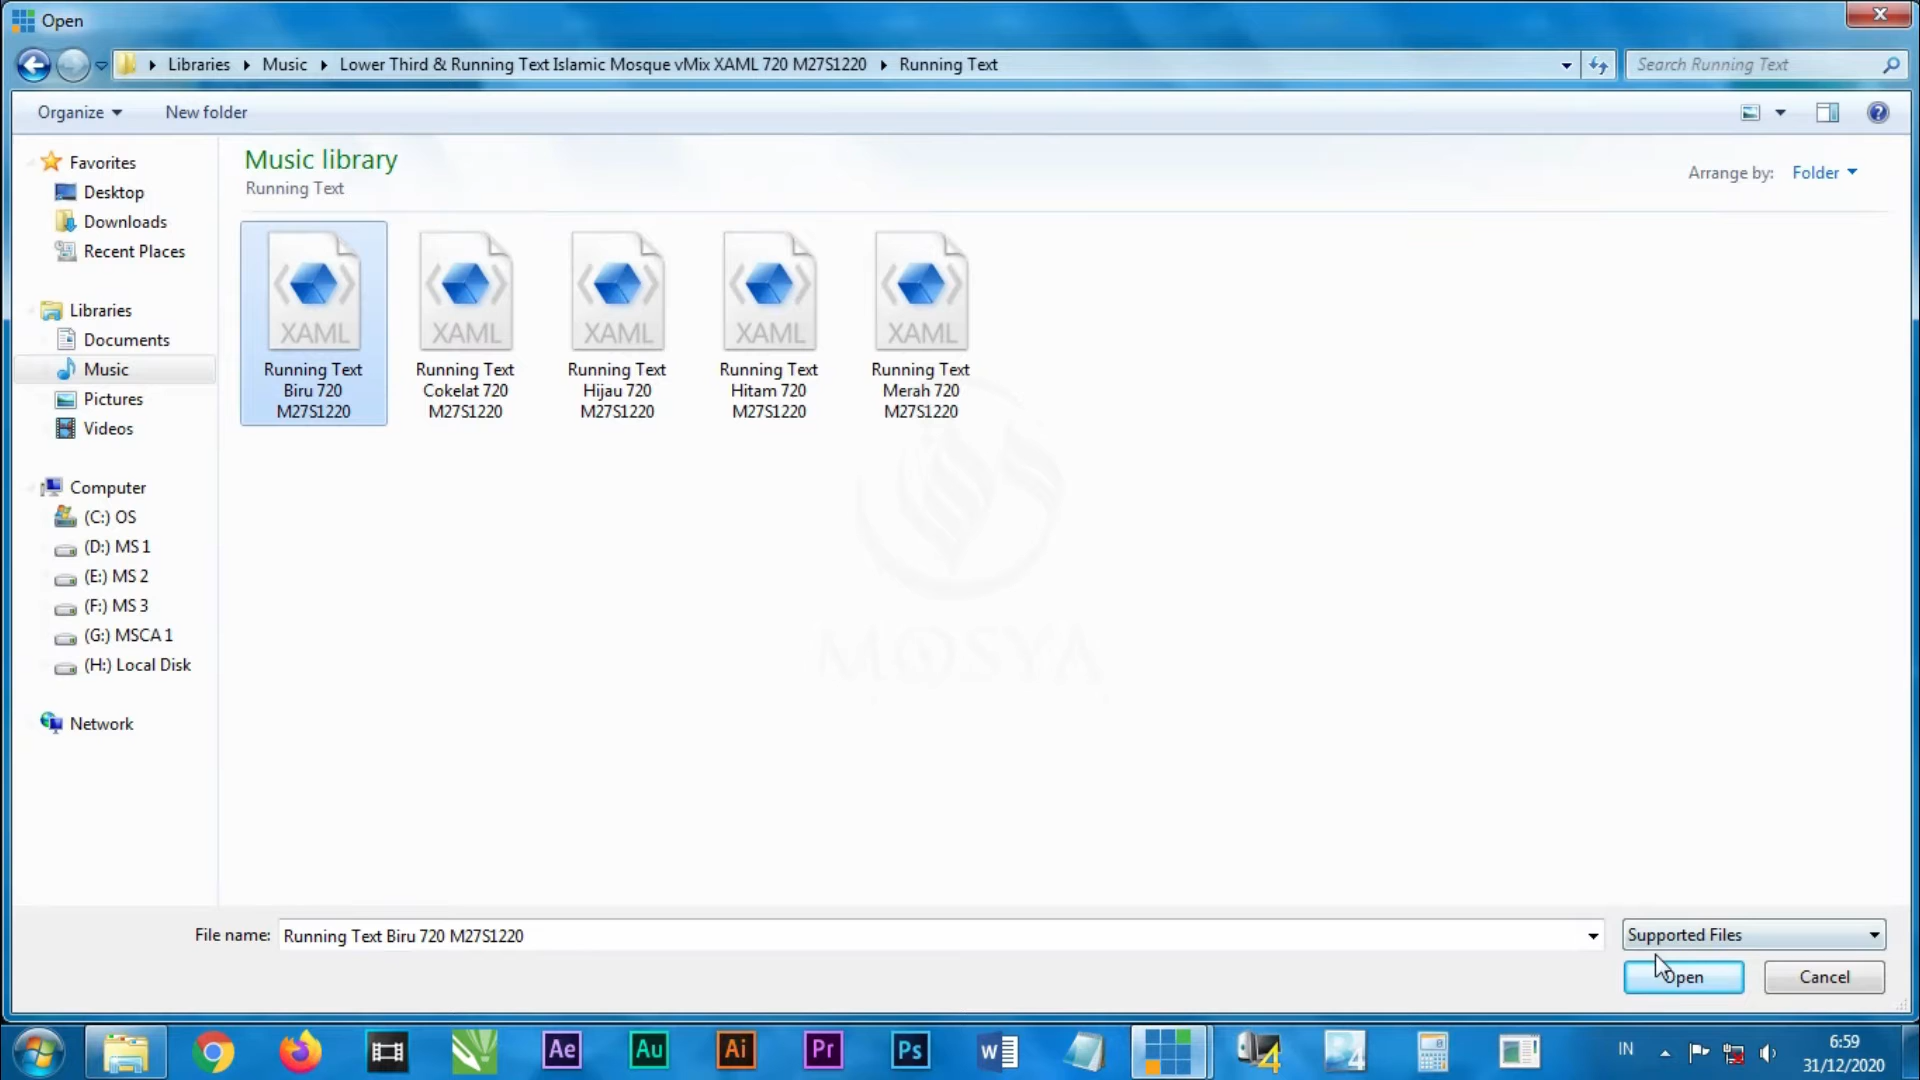 Open
Libraries Music Lower Third & Running Text Islamic Mosque vMix XAML 720 M27S1220 Running Text
Search Running Text
Organize New folder
Music library
Running Text
Arrange by: Folder
Favorites
Desktop
Downloads
Recent Places
Libraries
Documents
Music
Pictures
Videos
Computer
(C:) OS
(D:) MS 1
(E:) MS 2
(F:) MS 3
(G:) MSCA 1
(H:) Local Disk
Network
XAML
Running Text
Biru 720
M27S1220
XAML
Running Text
Cokelat 720
M27S1220
XAML
Running Text
Hijau 720
M27S1220
XAML
Running Text
Hitam 720
M27S1220
XAML
Running Text
Merah 720
M27S1220
MOSYA
File name: Running Text Biru 720 M27S1220
Supported Files
Open Cancel
Ae Au Ai Pr Ps W 4 4
IN
6:59
31/12/2020